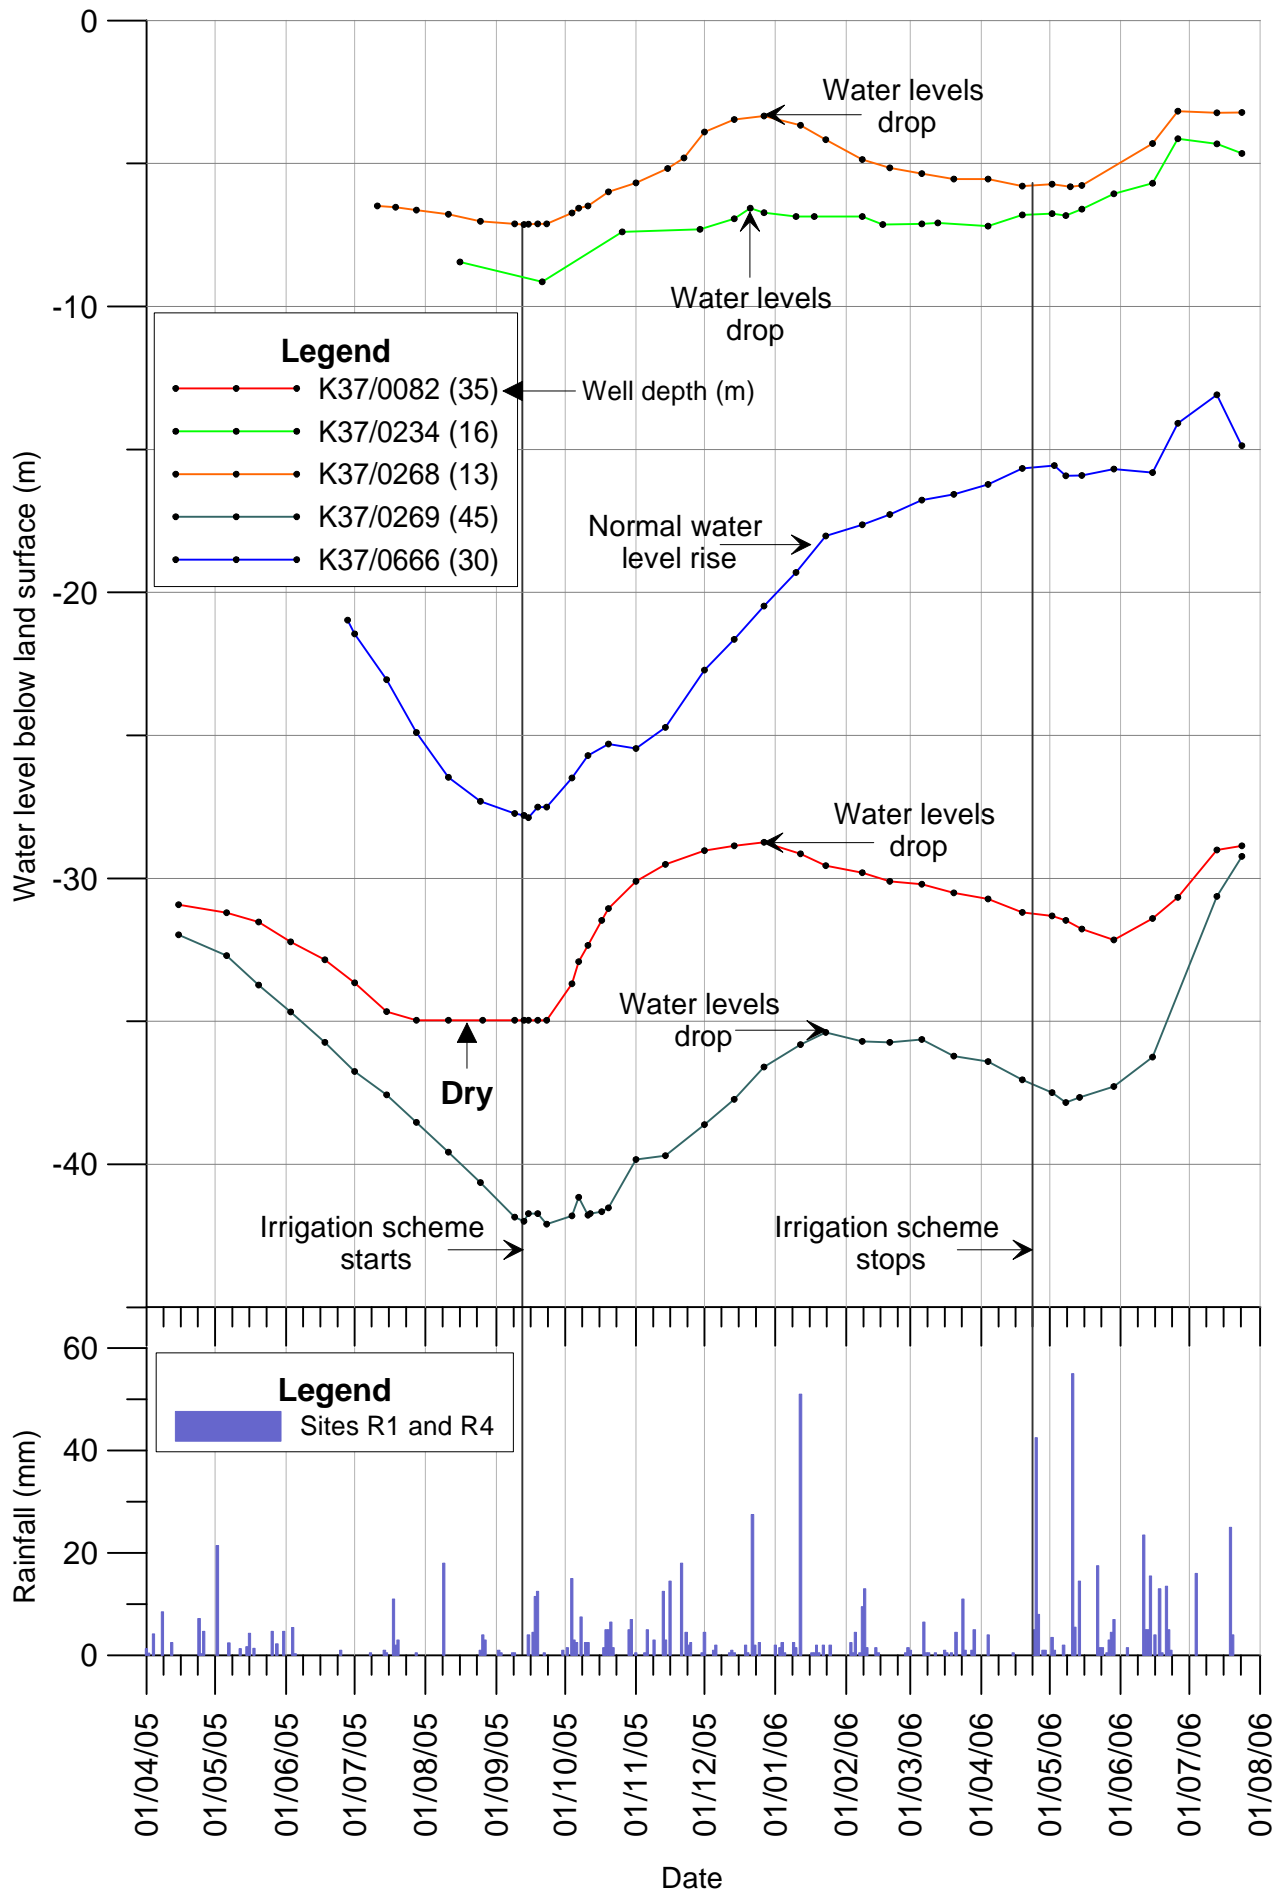 0
-10
-20
-30
-40
Water level below land surface (m)
Water levels
drop
Water levels
drop
Legend
K37/0082 (35)
K37/0234 (16)
K37/0268 (13)
K37/0269 (45)
K37/0666 (30)
Well depth (m)
Normal water
level rise
Water levels
drop
Water levels
drop
Dry
Irrigation scheme
starts
Irrigation scheme
stops
60
40
20
0
Rainfall (mm)
Legend
Sites R1 and R4
01/04/05
01/05/05
01/06/05
01/07/05
01/08/05
01/09/05
01/10/05
01/11/05
01/12/05
01/01/06
01/02/06
01/03/06
01/04/06
01/05/06
01/06/06
01/07/06
01/08/06
Date